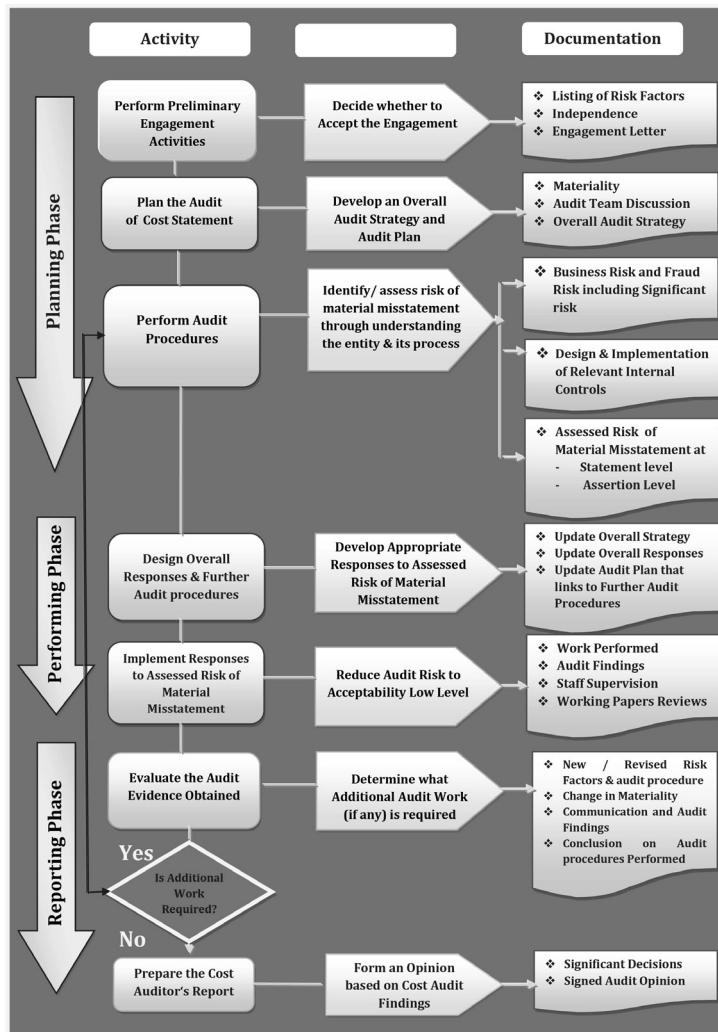 Activity
Documentation
Planning Phase
Perform Preliminary
Engagement
Activities
Decide whether to
Accept the Engagement
❖ Listing of Risk Factors
❖ Independence
❖ Engagement Letter
Plan the Audit
of Cost Statement
Develop an Overall
Audit Strategy and
Audit Plan
❖ Materiality
❖ Audit Team Discussion
❖ Overall Audit Strategy
Perform Audit
Procedures
Identify/ assess risk of
material misstatement
through understanding
the entity & its process
❖ Business Risk and Fraud
Risk including Significant
risk
❖ Design & Implementation
of Relevant Internal
Controls
❖ Assessed Risk of
Material Misstatement at
- Statement level
- Assertion Level
Performing Phase
Design Overall
Responses & Further
Audit procedures
Develop Appropriate
Responses to Assessed
Risk of Material
Misstatement
❖ Update Overall Strategy
❖ Update Overall Responses
❖ Update Audit Plan that
links to Further Audit
Procedures
Implement Responses
to Assessed Risk of
Material
Misstatement
Reduce Audit Risk to
Acceptability Low Level
❖ Work Performed
❖ Audit Findings
❖ Staff Supervision
❖ Working Papers Reviews
Reporting Phase
Evaluate the Audit
Evidence Obtained
Determine what
Additional Audit Work
(if any) is required
❖ New / Revised Risk
Factors & audit procedure
❖ Change in Materiality
❖ Communication and Audit
Findings
❖ Conclusion on Audit
procedures Performed
Yes
Is Additional
Work
Required?
No
Prepare the Cost
Auditor's Report
Form an Opinion
based on Cost Audit
Findings
❖ Significant Decisions
❖ Signed Audit Opinion